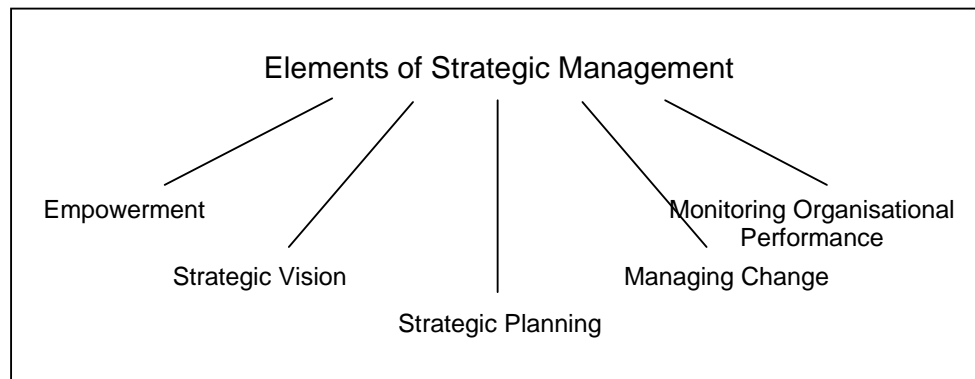 Elements of Strategic Management
Empowerment
Monitoring Organisational
Performance
Strategic Vision
Managing Change
Strategic Planning